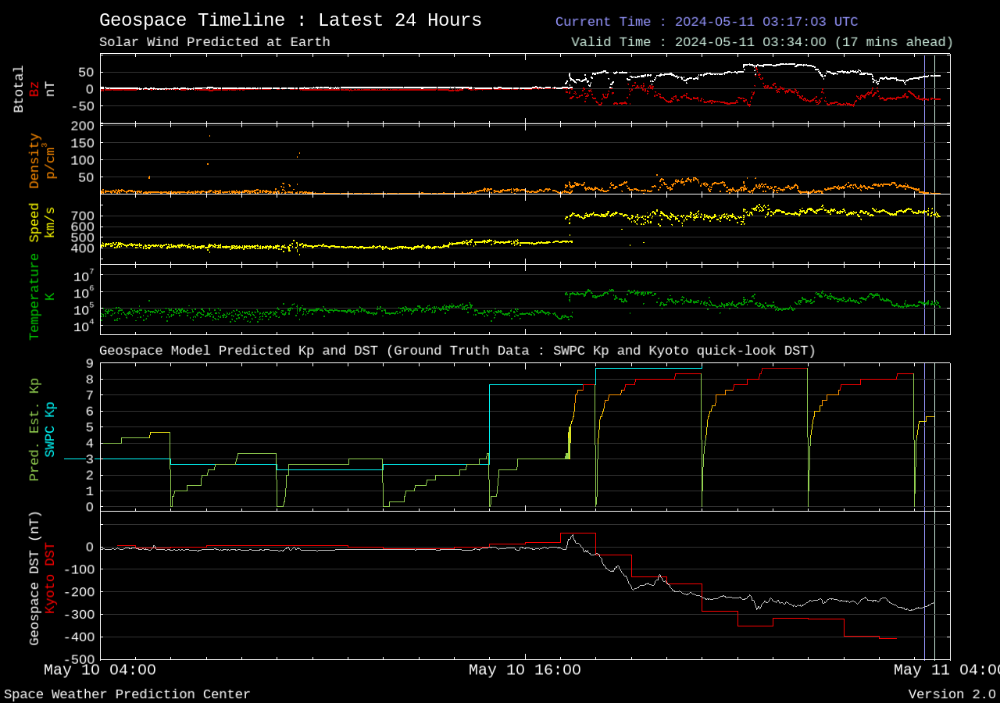 Geospace Timeline : Latest 24 Hours
Current Time : 2024-05-11 03:17:03 UTC
Solar Wind Predicted at Earth
Valid Time : 2024-05-11 03:34:00 (17 mins ahead)
Btotal
Bz
nT
50
0
-50
Density
p/cm³
200
150
100
50
Speed
km/s
700
600
500
400
Temperature
K
10⁷
10⁶
10⁵
10⁴
Geospace Model Predicted Kp and DST (Ground Truth Data : SWPC Kp and Kyoto quick-look DST)
Pred. Est. Kp
SWPC Kp
9
8
7
6
5
4
3
2
1
0
Geospace DST (nT)
Kyoto DST
0
-100
-200
-300
-400
-500
May 10 04:00
May 10 16:00
May 11 04:00
Space Weather Prediction Center
Version 2.0